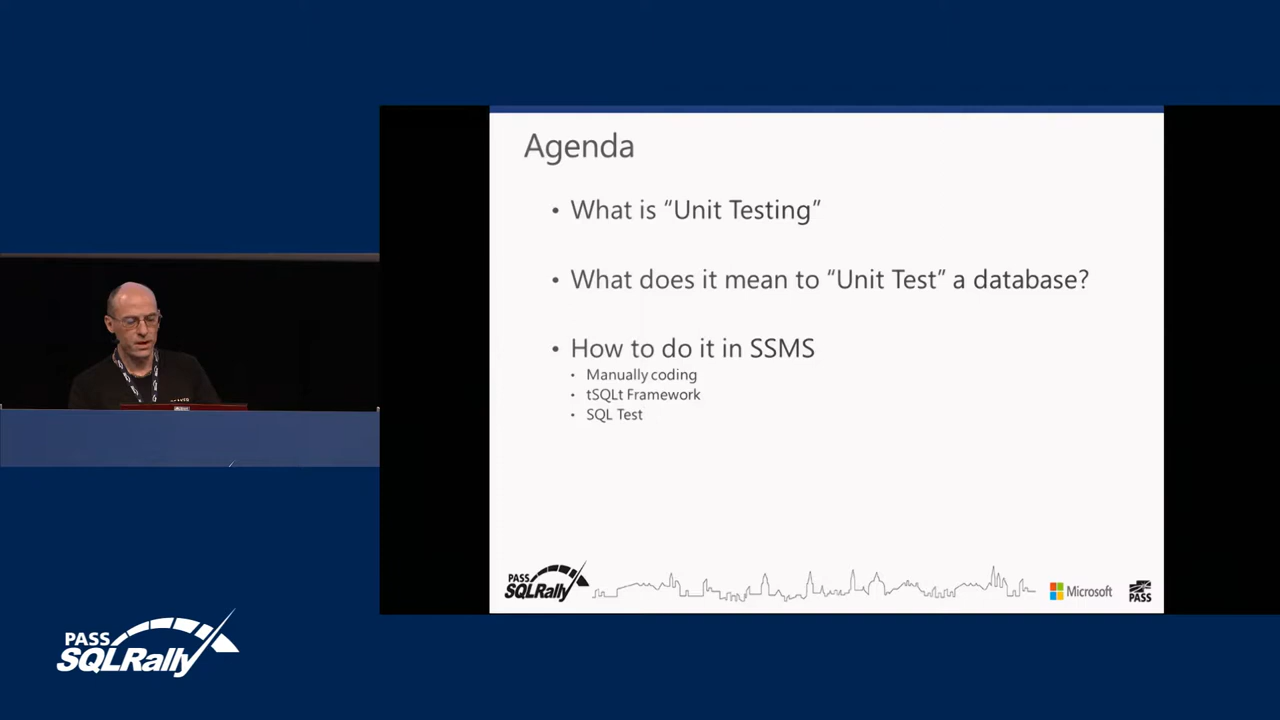 Agenda
• What is “Unit Testing”
• What does it mean to “Unit Test” a database?
• How to do it in SSMS
• Manually coding
• tSQLt Framework
• SQL Test
PASS
SQLRally
Microsoft
PASS
PASS
SQLRally